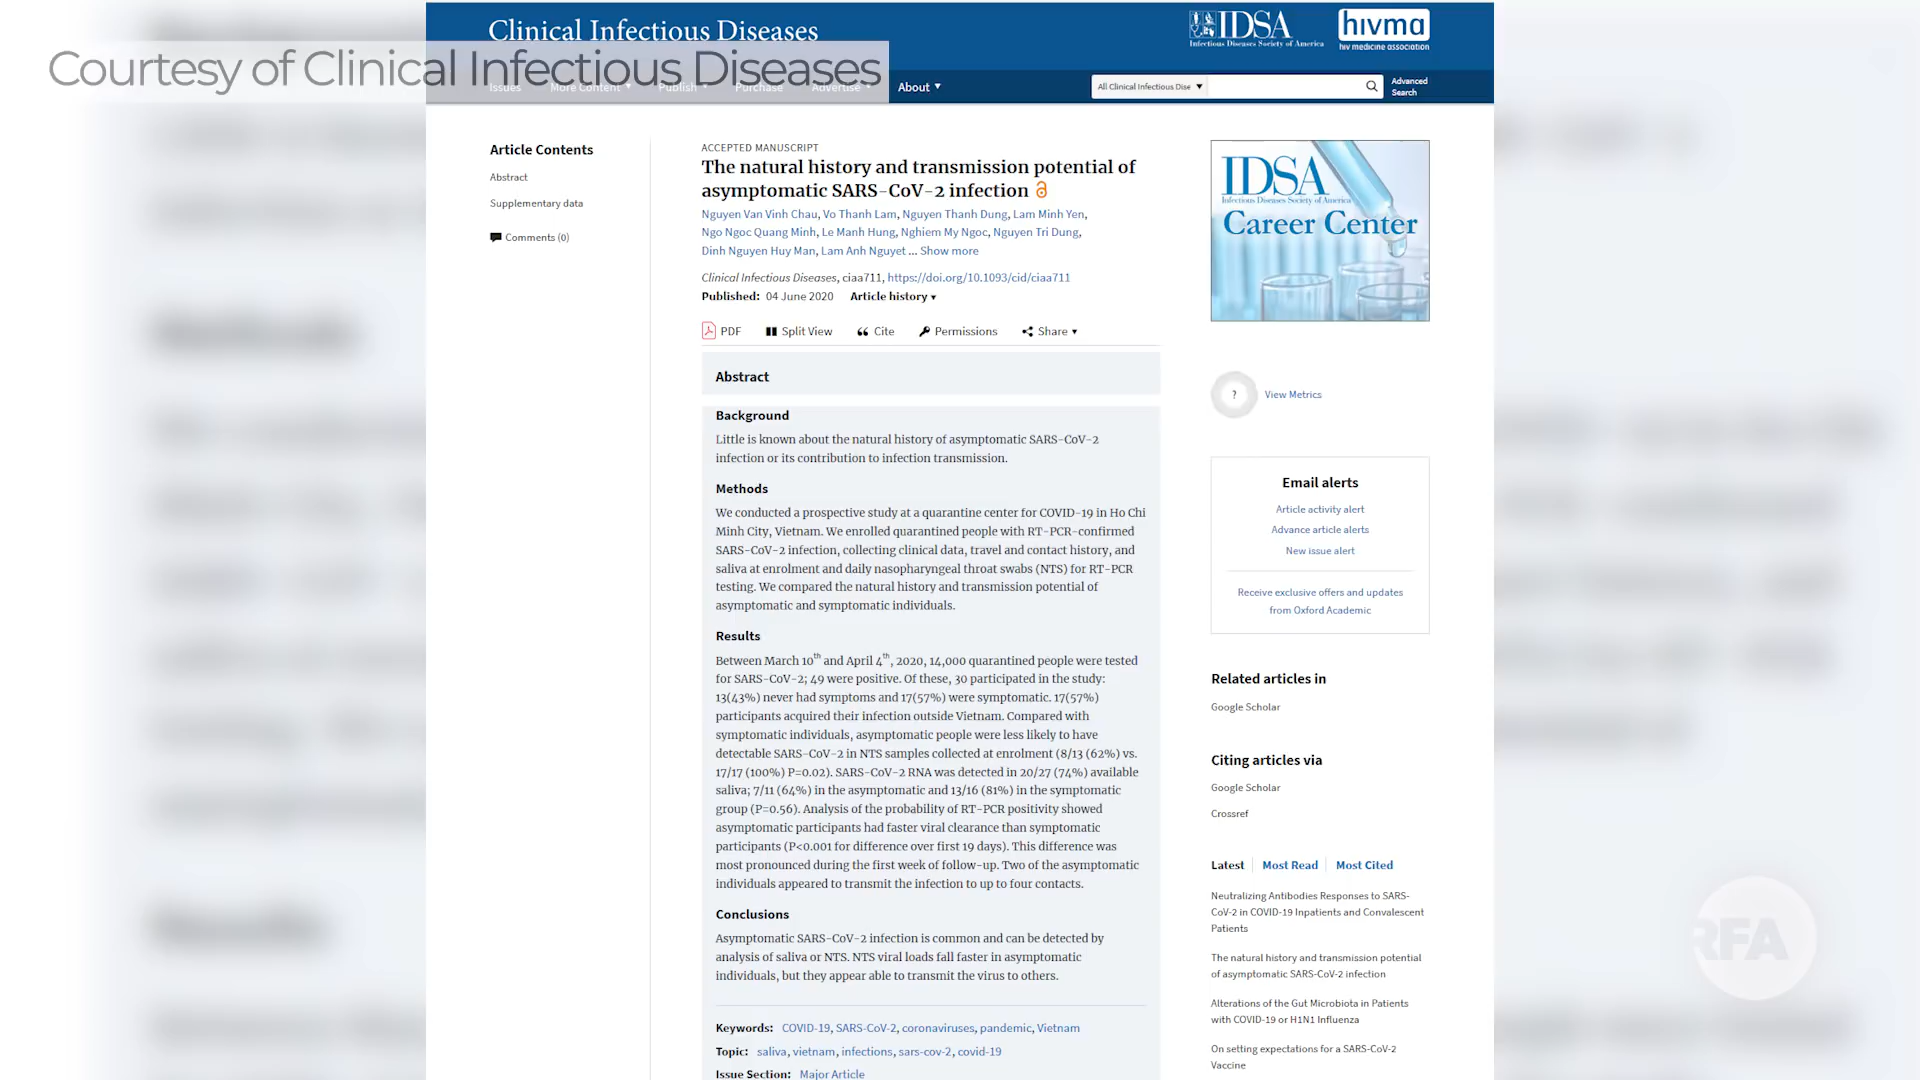 Clinical Infectious Diseases
IDSA
Infectious Diseases Society of America
hivma
hiv medicine association
Courtesy of Clinical Infectious Diseases
Issues More Content Publish Purchase Advertise About
All Clinical Infectious Dise
Advanced
Search
Article Contents
Abstract
Supplementary data
Comments (0)
ACCEPTED MANUSCRIPT
The natural history and transmission potential of
asymptomatic SARS-CoV-2 infection
Nguyen Van Vinh Chau, Vo Thanh Lam, Nguyen Thanh Dung, Lam Minh Yen,
Ngo Ngoc Quang Minh, Le Manh Hung, Nghiem My Ngoc, Nguyen Tri Dung,
Dinh Nguyen Huy Man, Lam Anh Nguyet ... Show more
Clinical Infectious Diseases, ciaa711, https://doi.org/10.1093/cid/ciaa711
Published: 04 June 2020 Article history
PDF Split View Cite Permissions Share
Abstract
Background
Little is known about the natural history of asymptomatic SARS-CoV-2
infection or its contribution to infection transmission.
Methods
We conducted a prospective study at a quarantine center for COVID-19 in Ho Chi
Minh City, Vietnam. We enrolled quarantined people with RT-PCR-confirmed
SARS-CoV-2 infection, collecting clinical data, travel and contact history, and
saliva at enrolment and daily nasopharyngeal throat swabs (NTS) for RT-PCR
testing. We compared the natural history and transmission potential of
asymptomatic and symptomatic individuals.
Results
Between March 10th and April 4th, 2020, 14,000 quarantined people were tested
for SARS-CoV-2; 49 were positive. Of these, 30 participated in the study:
13(43%) never had symptoms and 17(57%) were symptomatic. 17(57%)
participants acquired their infection outside Vietnam. Compared with
symptomatic individuals, asymptomatic people were less likely to have
detectable SARS-CoV-2 in NTS samples collected at enrolment (8/13 (62%) vs.
17/17 (100%) P=0.02). SARS-CoV-2 RNA was detected in 20/27 (74%) available
saliva; 7/11 (64%) in the asymptomatic and 13/16 (81%) in the symptomatic
group (P=0.56). Analysis of the probability of RT-PCR positivity showed
asymptomatic participants had faster viral clearance than symptomatic
participants (P<0.001 for difference over first 19 days). This difference was
most pronounced during the first week of follow-up. Two of the asymptomatic
individuals appeared to transmit the infection to up to four contacts.
Conclusions
Asymptomatic SARS-CoV-2 infection is common and can be detected by
analysis of saliva or NTS. NTS viral loads fall faster in asymptomatic
individuals, but they appear able to transmit the virus to others.
Keywords: COVID-19, SARS-CoV-2, coronaviruses, pandemic, Vietnam
Topic: saliva, vietnam, infections, sars-cov-2, covid-19
Issue Section: Major Article
IDSA
Infectious Diseases Society of America
Career Center
? View Metrics
Email alerts
Article activity alert
Advance article alerts
New issue alert
Receive exclusive offers and updates
from Oxford Academic
Related articles in
Google Scholar
Citing articles via
Google Scholar
Crossref
Latest Most Read Most Cited
Neutralizing Antibodies Responses to SARS-
CoV-2 in COVID-19 Inpatients and Convalescent
Patients
The natural history and transmission potential
of asymptomatic SARS-CoV-2 infection
Alterations of the Gut Microbiota in Patients
with COVID-19 or H1N1 Influenza
On setting expectations for a SARS-CoV-2
Vaccine
RFA